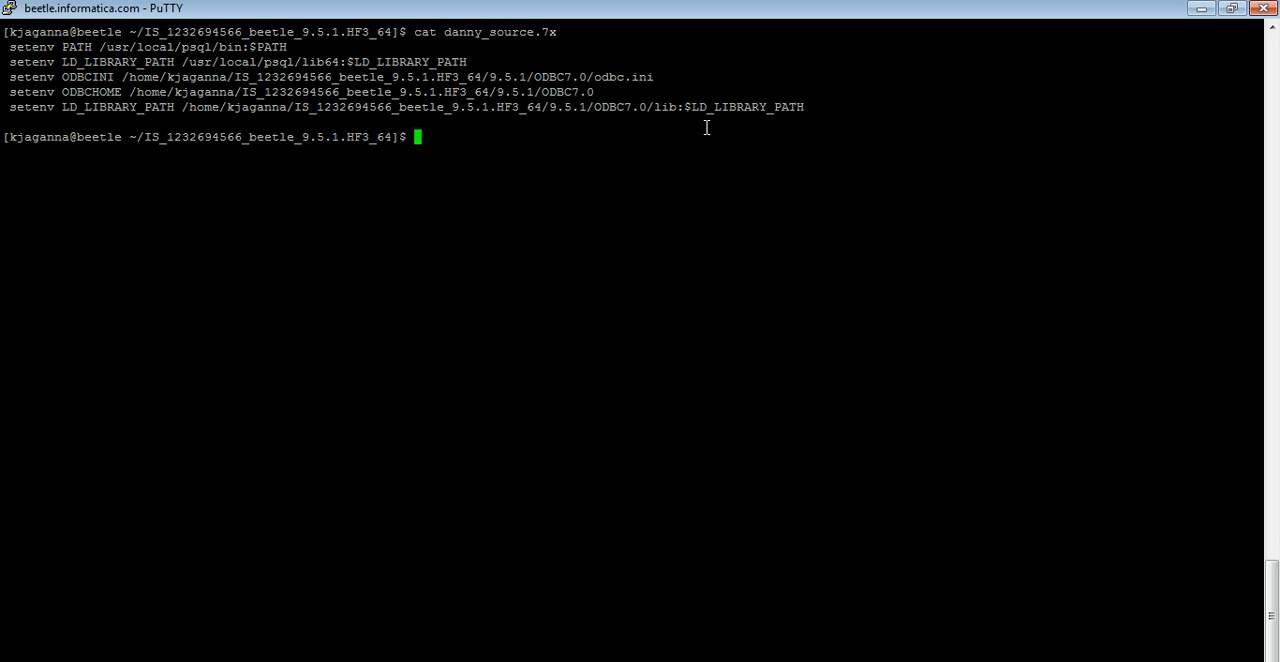 beetle.informatica.com - PuTTY
[kjaganna@beetle ~/IS_1232694566_beetle_9.5.1.HF3_64]$ cat danny_source.7x
setenv PATH /usr/local/psql/bin:$PATH
setenv LD_LIBRARY_PATH /usr/local/psql/lib64:$LD_LIBRARY_PATH
setenv ODBCINI /home/kjaganna/IS_1232694566_beetle_9.5.1.HF3_64/9.5.1/ODBC7.0/odbc.ini
setenv ODBCHOME /home/kjaganna/IS_1232694566_beetle_9.5.1.HF3_64/9.5.1/ODBC7.0
setenv LD_LIBRARY_PATH /home/kjaganna/IS_1232694566_beetle_9.5.1.HF3_64/9.5.1/ODBC7.0/lib:$LD_LIBRARY_PATH
[kjaganna@beetle ~/IS_1232694566_beetle_9.5.1.HF3_64]$